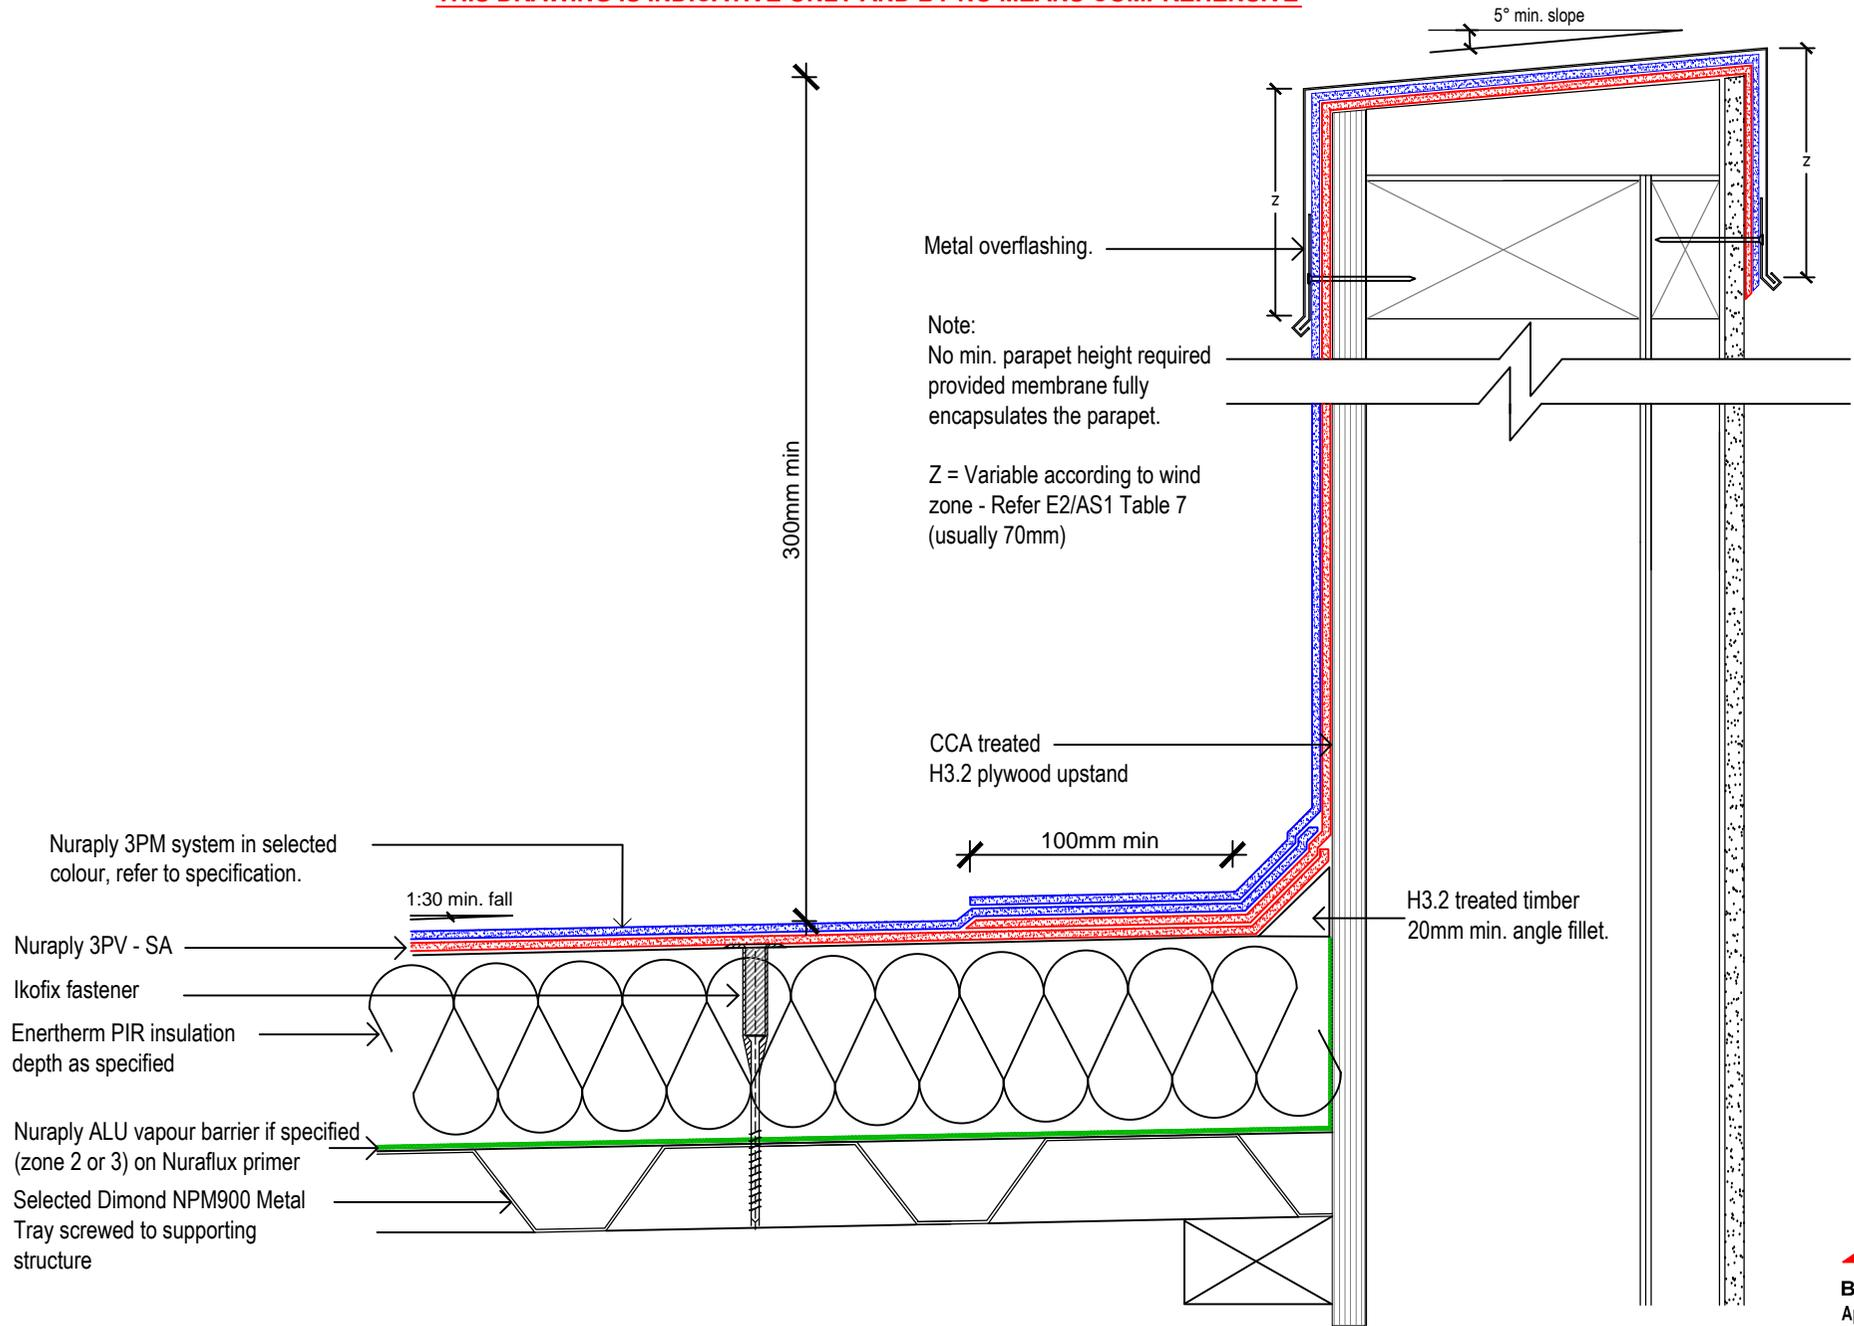 5° min. slope
z
z
Metal overflashing.
Note:
No min. parapet height required
provided membrane fully
encapsulates the parapet.
Z = Variable according to wind
zone - Refer E2/AS1 Table 7
(usually 70mm)
300mm min
CCA treated
H3.2 plywood upstand
100mm min
Nuraply 3PM system in selected
colour, refer to specification.
1:30 min. fall
H3.2 treated timber
20mm min. angle fillet.
Nuraply 3PV - SA
Ikofix fastener
Enertherm PIR insulation
depth as specified
Nuraply ALU vapour barrier if specified
(zone 2 or 3) on Nuraflux primer
Selected Dimond NPM900 Metal
Tray screwed to supporting
structure